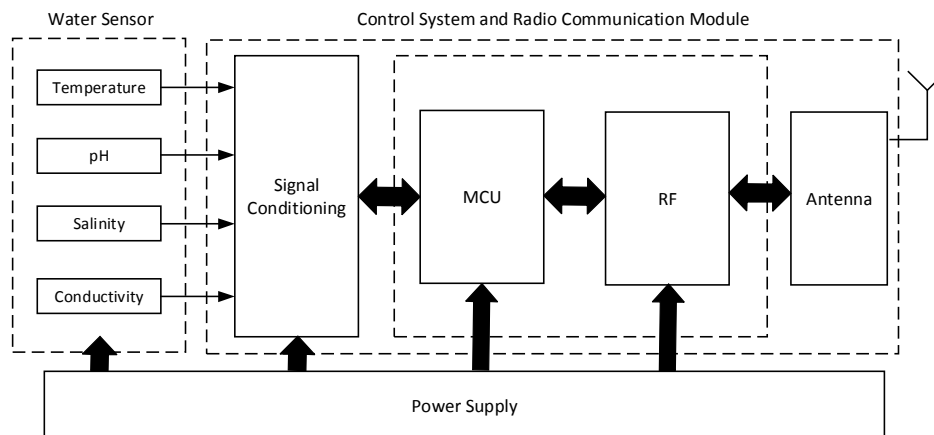 Water Sensor
Control System and Radio Communication Module
Temperature
pH
Salinity
Conductivity
Signal
Conditioning
MCU
RF
Antenna
Power Supply